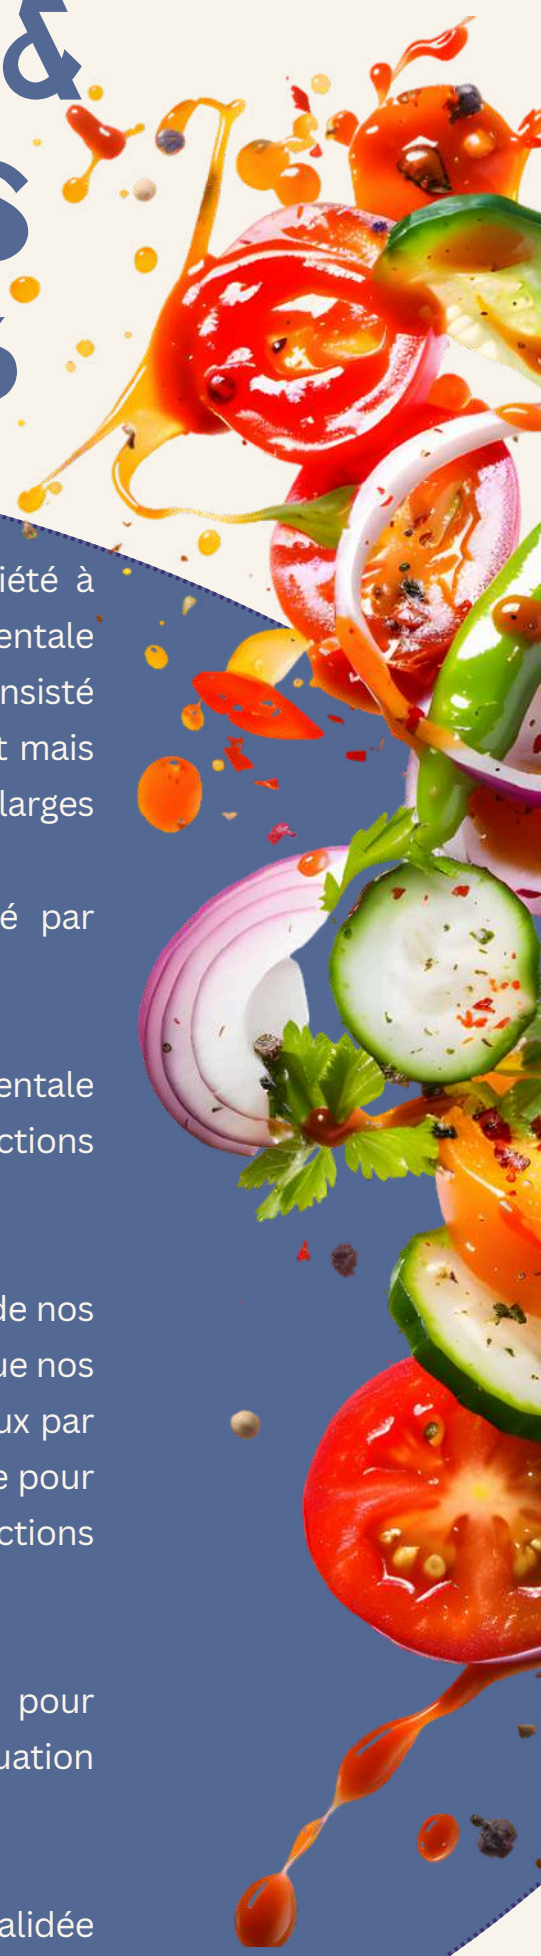 &
S
iété à
entale
nsisté
t mais
larges
é par
entale
ctions
de nos
ue nos
ux par
e pour
ctions
pour
uation
alidée